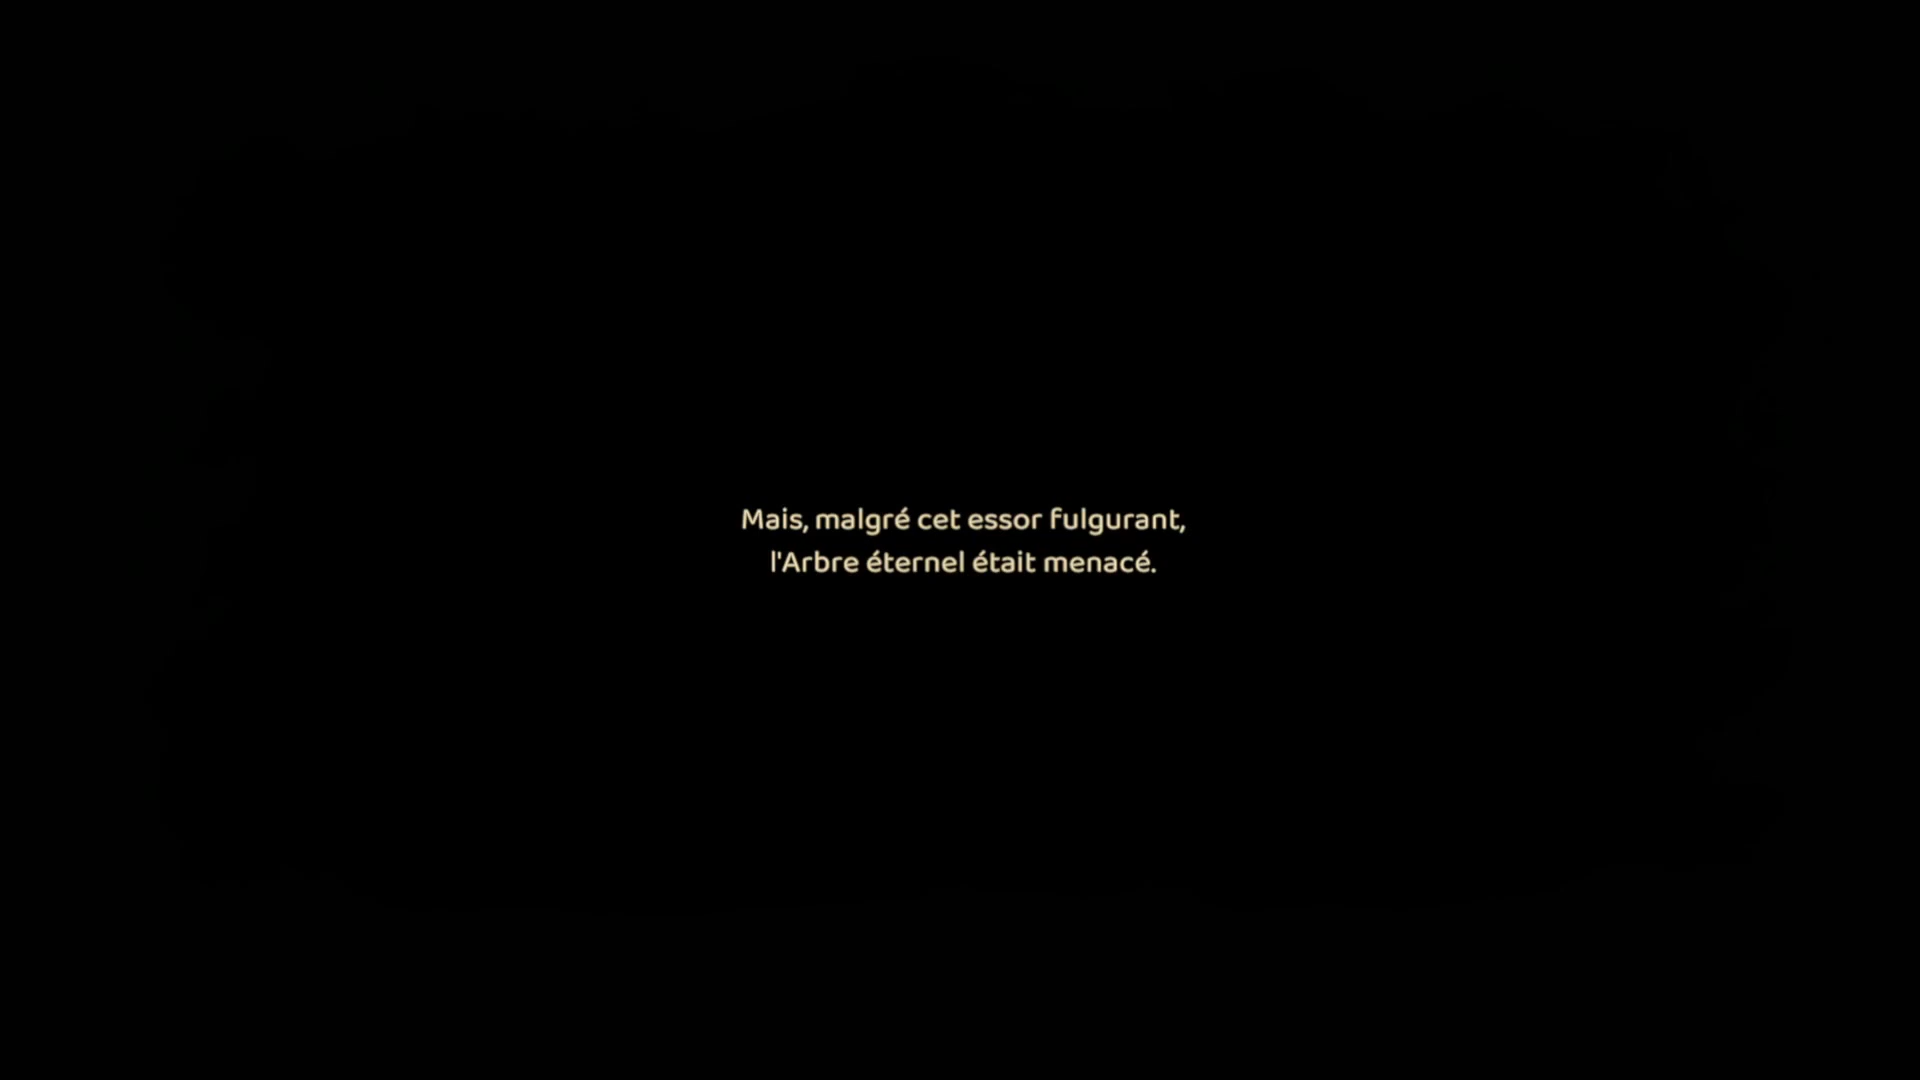 Mais, malgré cet essor fulgurant,
l'Arbre éternel était menacé.